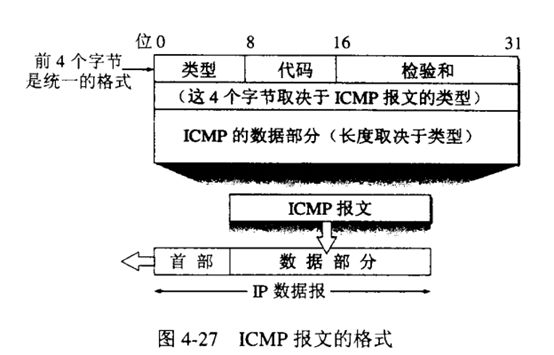 位 0 8 16 31
前 4 个字节
是统一的格式
类型 代码 检验和
(这 4 个字节取决于 ICMP 报文的类型)
ICMP 的数据部分(长度取决于类型)
ICMP 报文
首 部 数 据 部 分
IP 数据报
图 4-27 ICMP 报文的格式